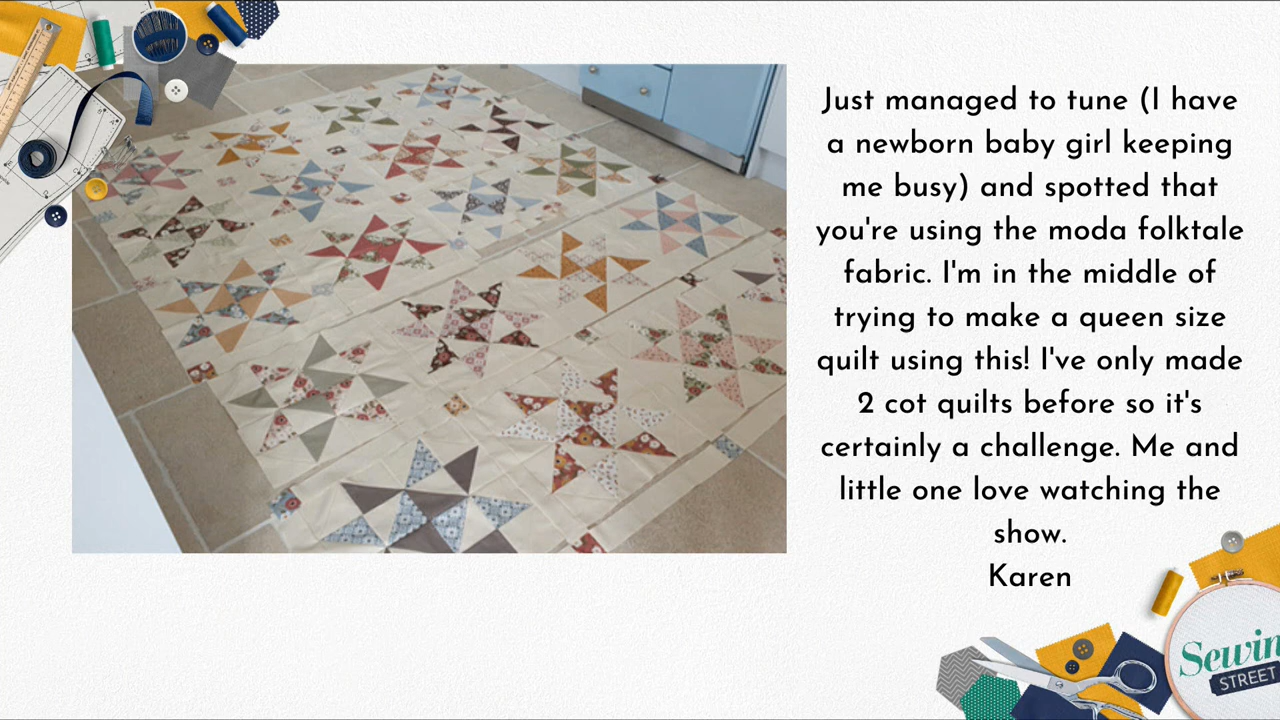 Just managed to tune (I have
a newborn baby girl keeping
me busy) and spotted that
you're using the moda folktale
fabric. I'm in the middle of
trying to make a queen size
quilt using this! I've only made
2 cot quilts before so it's
certainly a challenge. Me and
little one love watching the
show.
Karen
Sewin
STREET